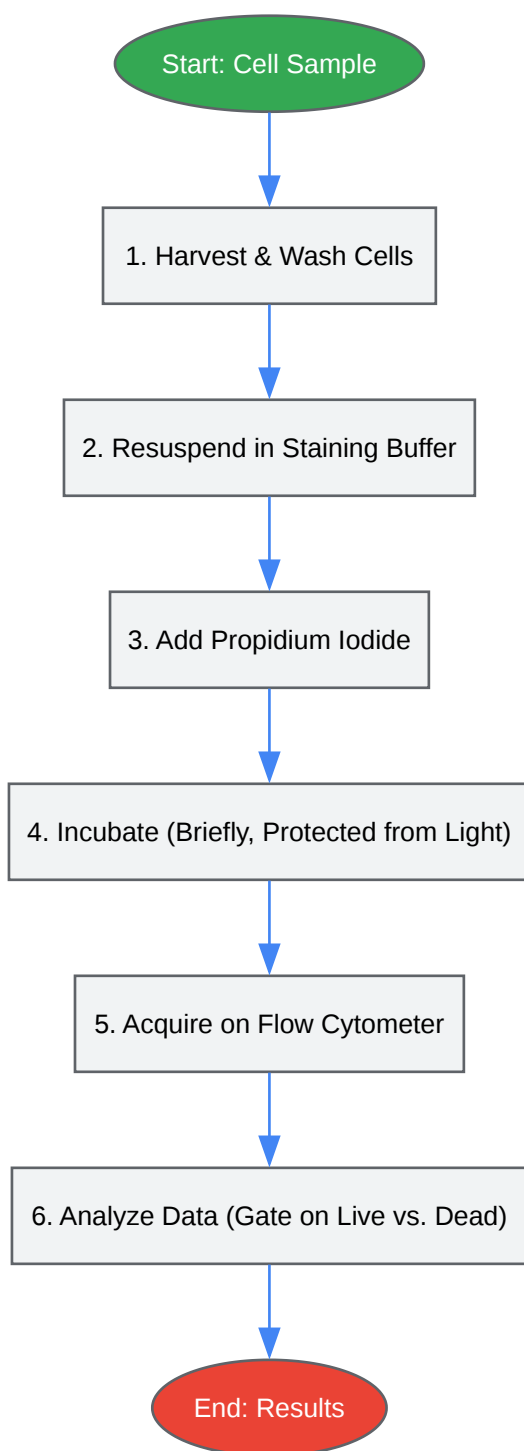 Start: Cell Sample
1. Harvest & Wash Cells
2. Resuspend in Staining Buffer
3. Add Propidium Iodide
4. Incubate (Briefly, Protected from Light)
5. Acquire on Flow Cytometer
6. Analyze Data (Gate on Live vs. Dead)
End: Results